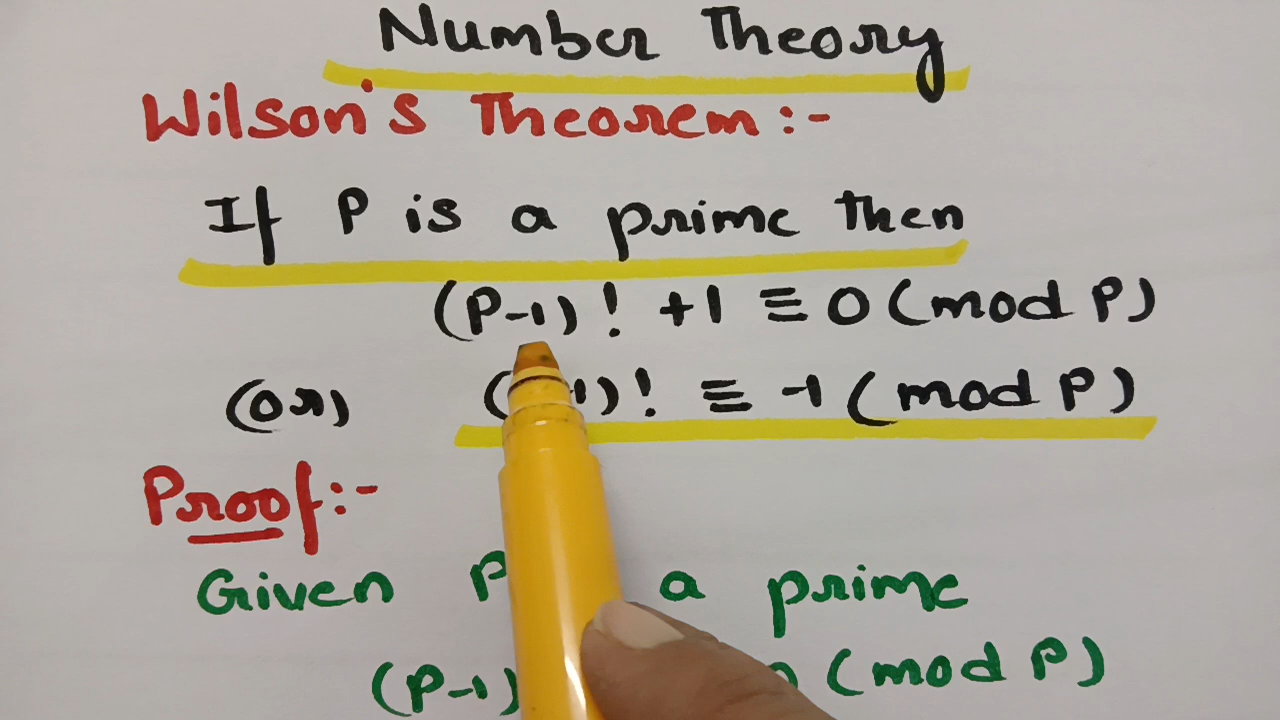 Number Theory
Wilson's Theorem:-
If P is a prime then
(P-1)! +1 ≡ 0 (mod P)
(or) (-1)! ≡ -1 (mod P)
Proof:-
Given P a prime
(P-1) 0 (mod P)